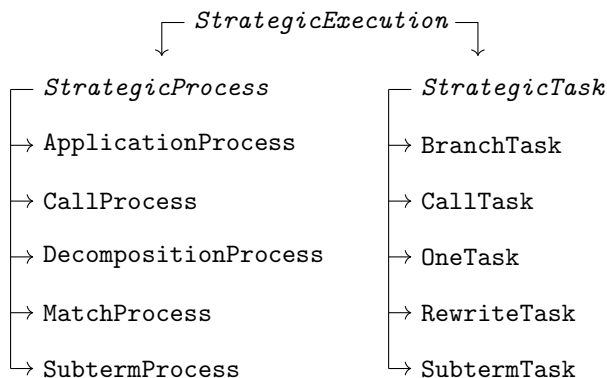 StrategicExecution
StrategicProcess
ApplicationProcess
CallProcess
DecompositionProcess
MatchProcess
SubtermProcess
StrategicTask
BranchTask
CallTask
OneTask
RewriteTask
SubtermTask